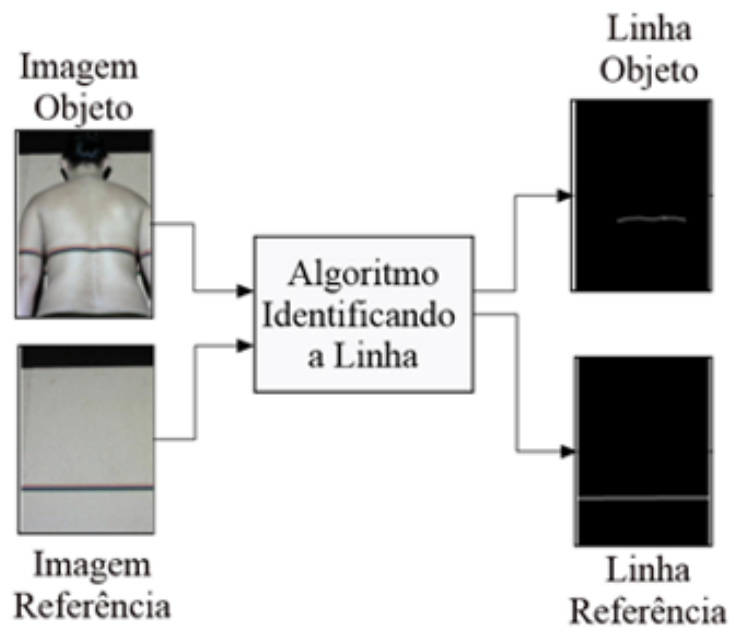 Imagem
Objeto
Linha
Objeto
Algoritmo
Identificando
a Linha
Imagem
Referência
Linha
Referência